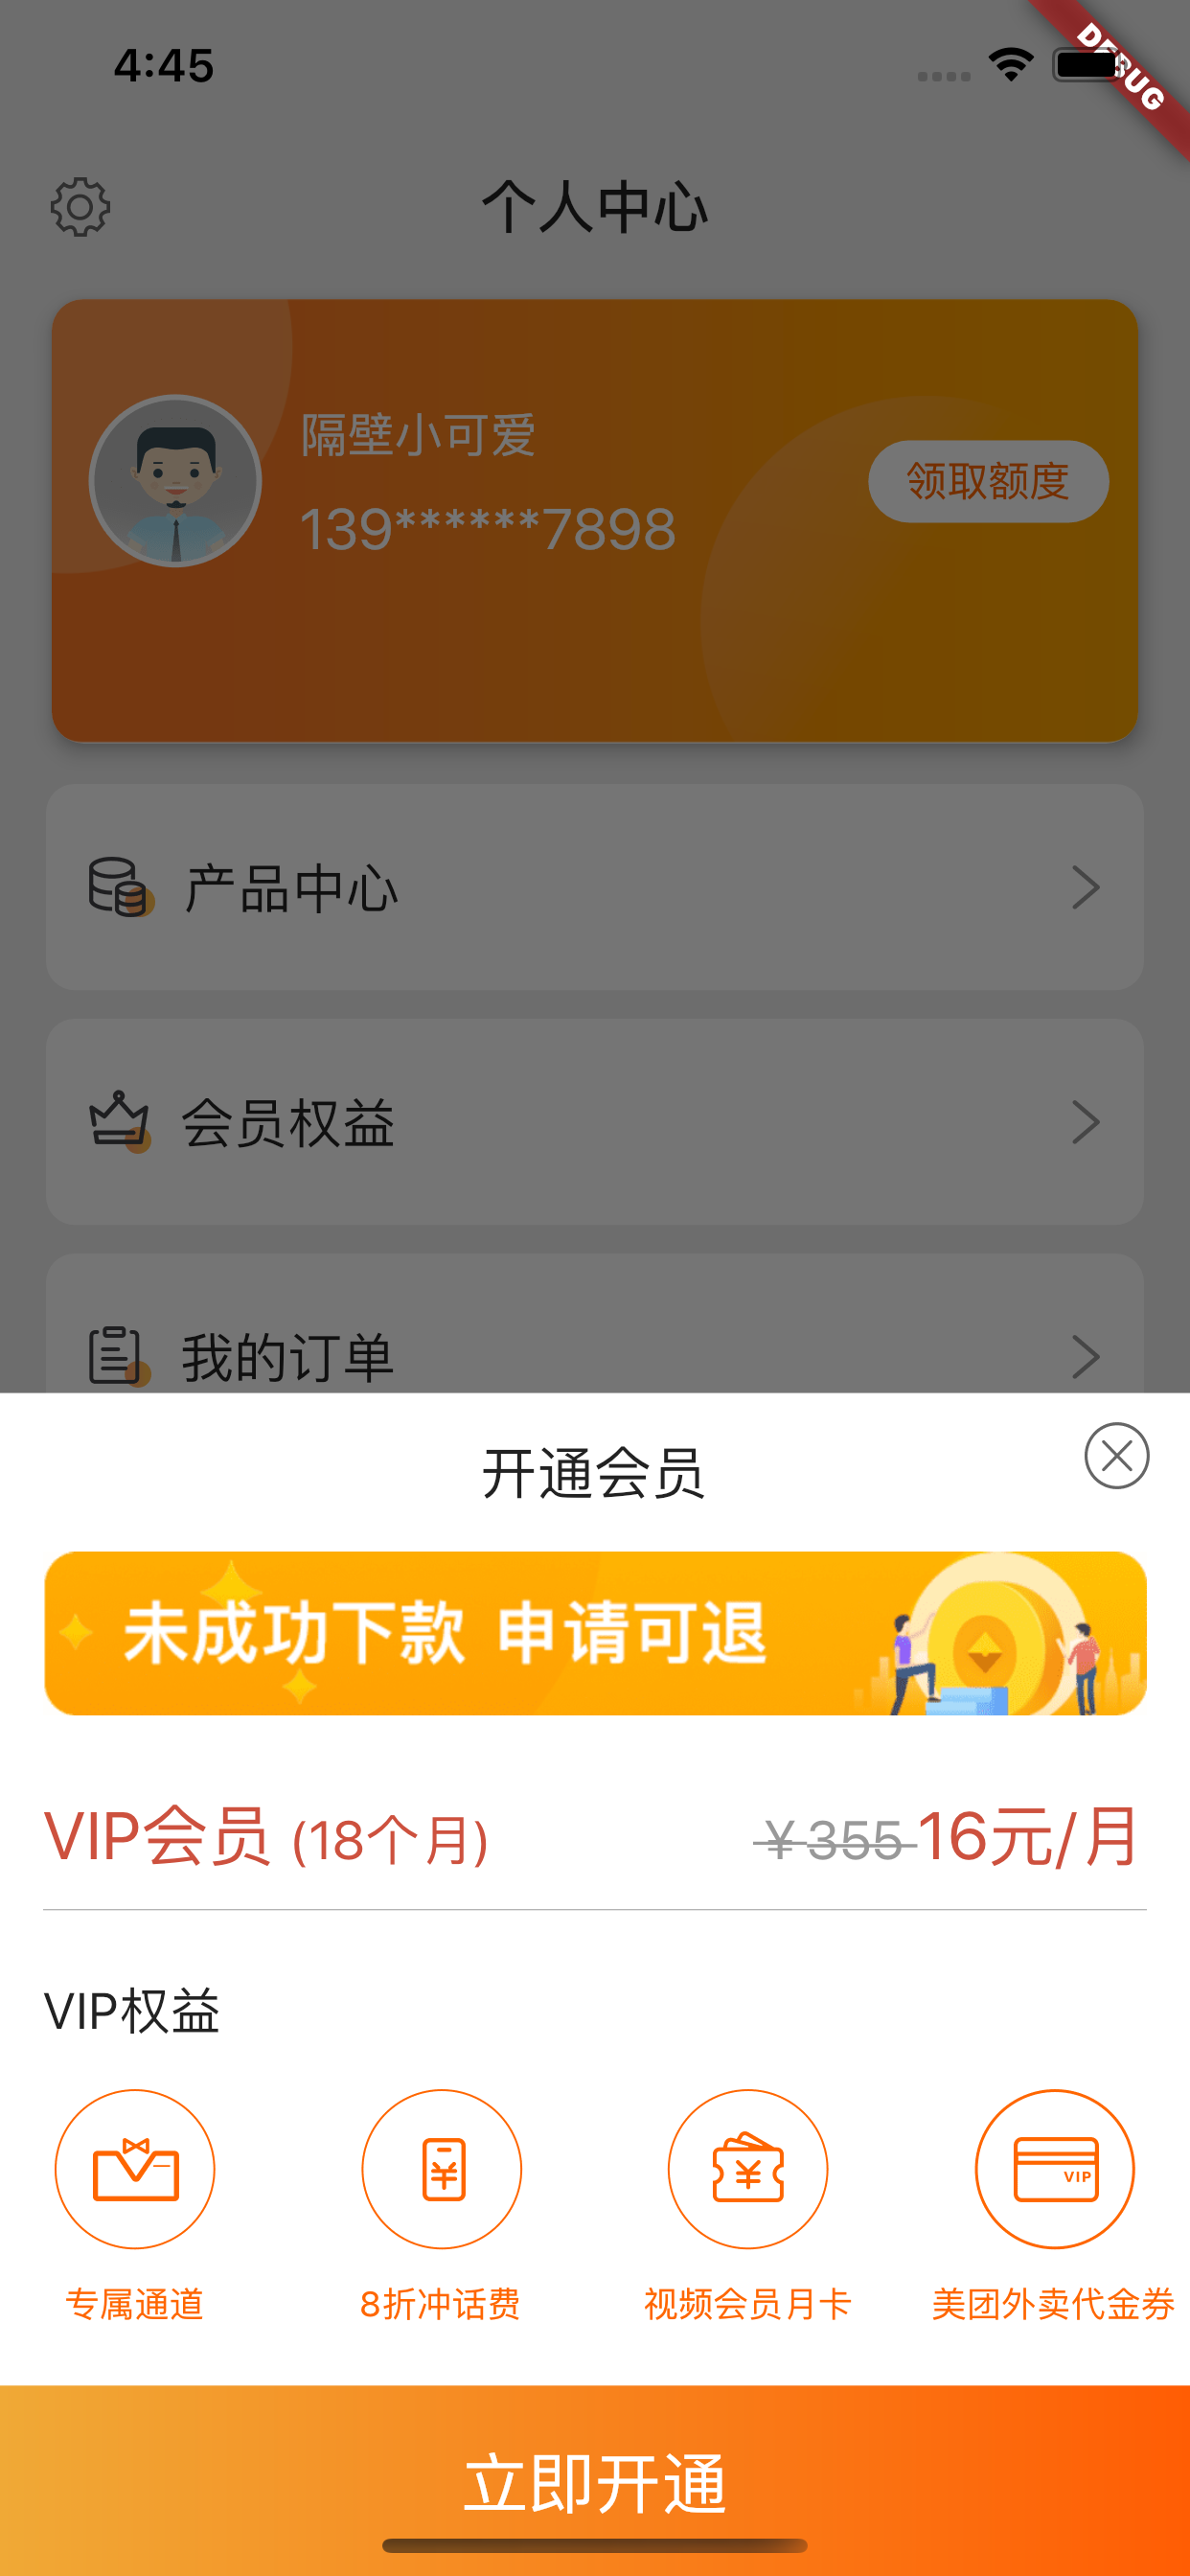 4:45
DEBUG
个人中心
隔壁小可爱
139******7898
领取额度
产品中心
会员权益
我的订单
开通会员
未成功下款 申请可退
VIP会员 (18个月) ￥355 16元/月
VIP权益
VIP
专属通道 8折冲话费 视频会员月卡 美团外卖代金券
立即开通